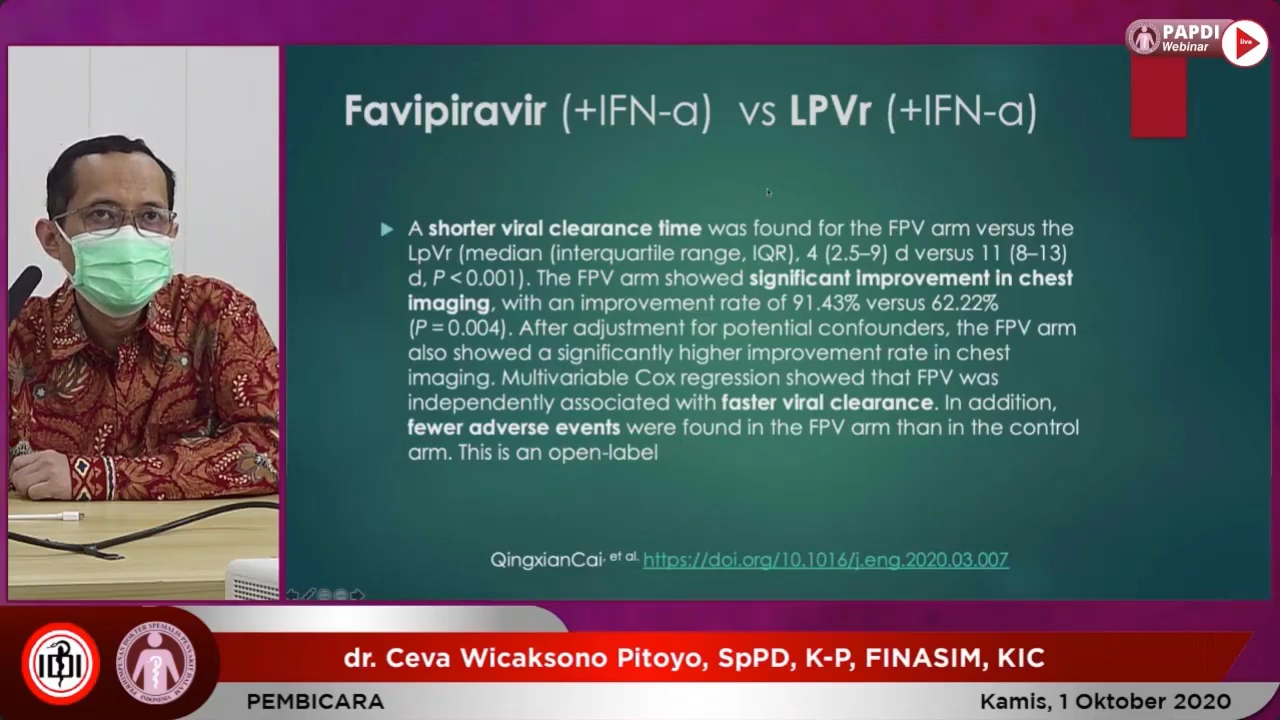 PAPDI
Webinar
live
Favipiravir (+IFN-a) vs LPVr (+IFN-a)
A shorter viral clearance time was found for the FPV arm versus the
LpVr (median (interquartile range, IQR), 4 (2.5–9) d versus 11 (8–13)
d, P < 0.001). The FPV arm showed significant improvement in chest
imaging, with an improvement rate of 91.43% versus 62.22%
(P = 0.004). After adjustment for potential confounders, the FPV arm
also showed a significantly higher improvement rate in chest
imaging. Multivariable Cox regression showed that FPV was
independently associated with faster viral clearance. In addition,
fewer adverse events were found in the FPV arm than in the control
arm. This is an open-label
QingxianCai, et al. https://doi.org/10.1016/j.eng.2020.03.007
IDI
dr. Ceva Wicaksono Pitoyo, SpPD, K-P, FINASIM, KIC
PEMBICARA
Kamis, 1 Oktober 2020